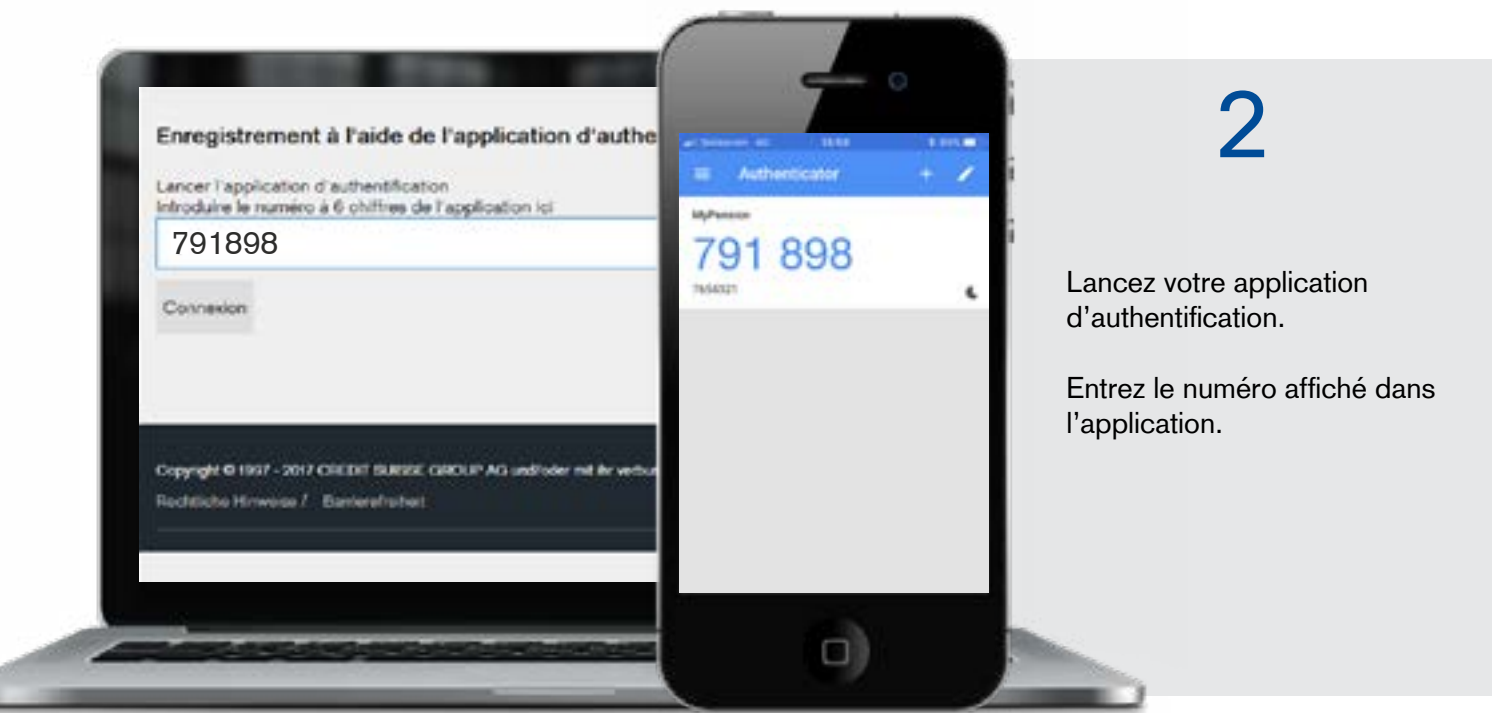 Enregistrement à l'aide de l'application d'authe
Lancer l'application d'authentification
Introduire le numéro à 6 chiffres de l'application ici
791898
Connexion
Copyright © 1997 - 2017 CREDIT SUISSE GROUP AG und/oder mit ihr verbun
Rechtliche Hinweise / Barrierefreiheit
Authenticator
MyPension
791 898
7654321
2
Lancez votre application
d'authentification.
Entrez le numéro affiché dans
l'application.